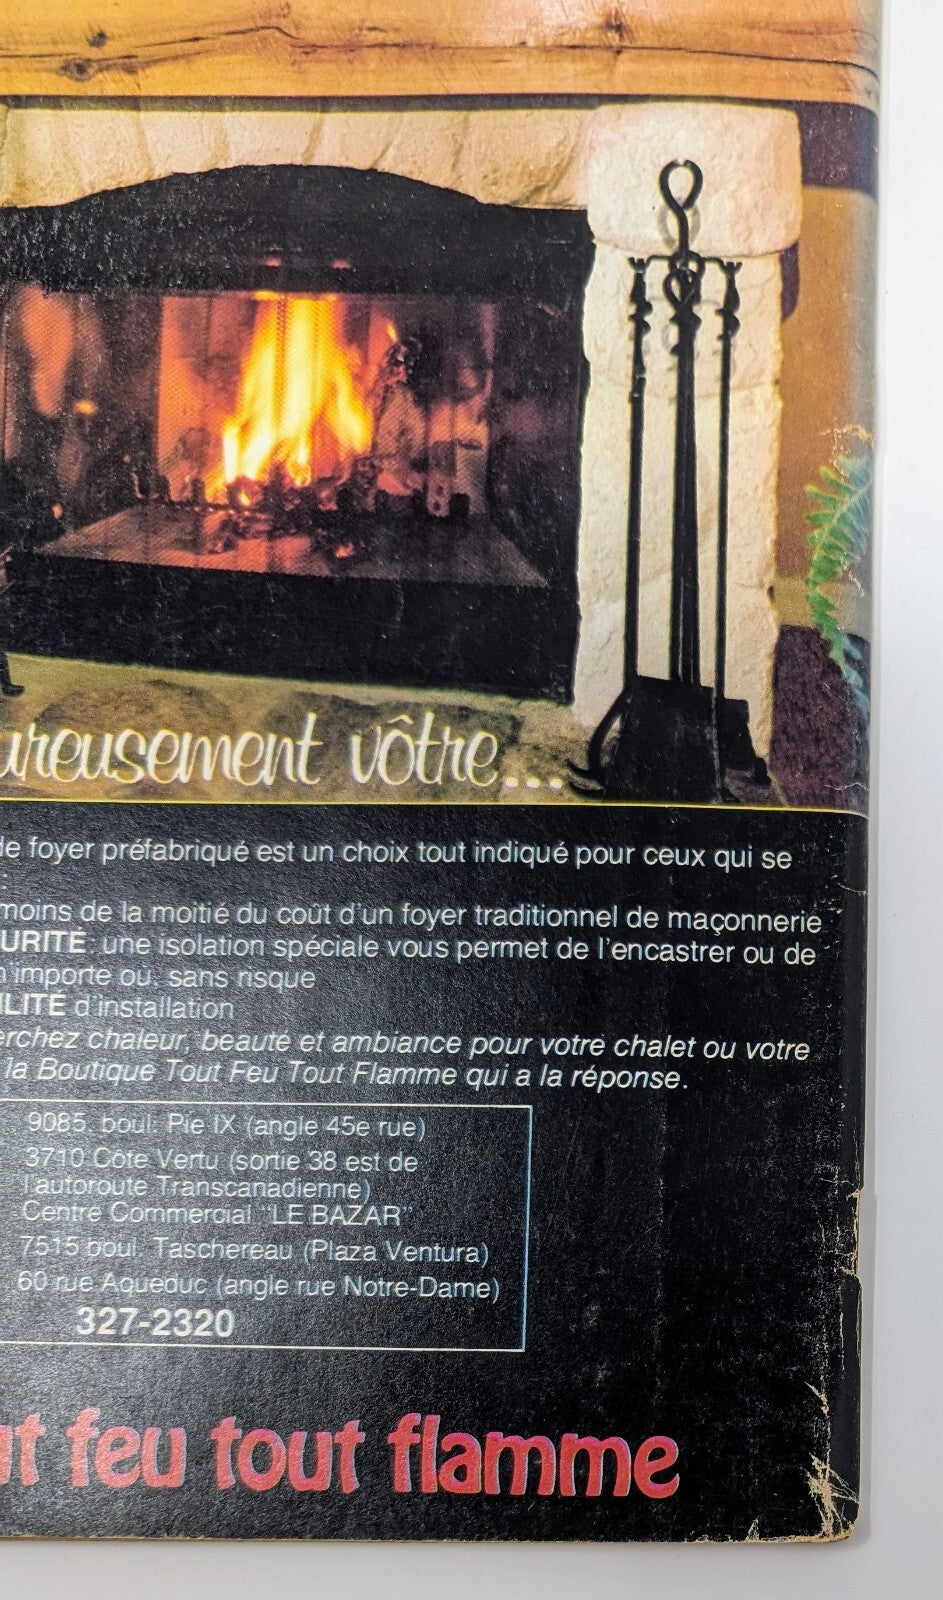 ureusement vôtre...
de foyer préfabriqué est un choix tout indiqué pour ceux qui se
moins de la moitié du coût d'un foyer traditionnel de maçonnerie
URITÉ: une isolation spéciale vous permet de l'encastrer ou de
n importe ou, sans risque
ILITÉ d'installation
erchez chaleur, beauté et ambiance pour votre chalet ou votre
la Boutique Tout Feu Tout Flamme qui a la réponse.
9085, boul. Pie IX (angle 45e rue)
3710 Côte Vertu (sortie 38 est de
l'autoroute Transcanadienne)
Centre Commercial "LE BAZAR"
7515 boul. Taschereau (Plaza Ventura)
60 rue Aqueduc (angle rue Notre-Dame)
327-2320
ut feu tout flamme